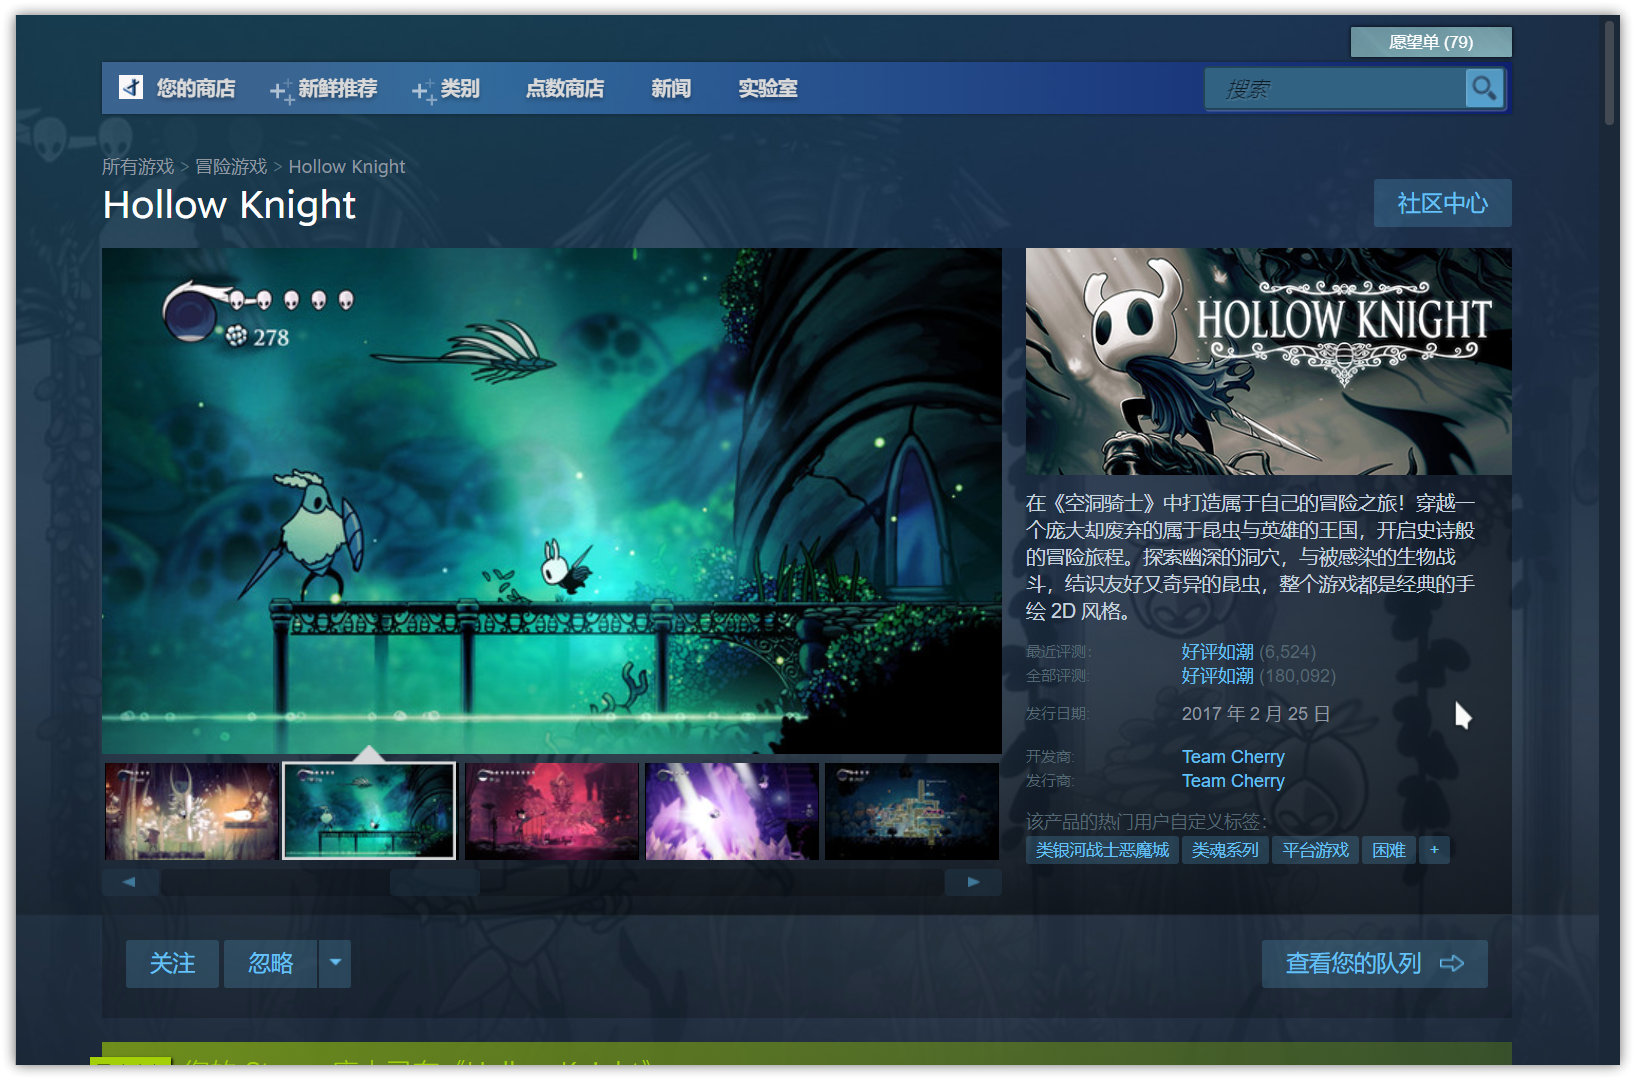 愿望单 (79)
您的商店
新鲜推荐
类别
点数商店
新闻
实验室
搜索
所有游戏 > 冒险游戏 > Hollow Knight
Hollow Knight
社区中心
278
HOLLOW KNIGHT
在《空洞骑士》中打造属于自己的冒险之旅！穿越一
个庞大却废弃的属于昆虫与英雄的王国，开启史诗般
的冒险旅程。探索幽深的洞穴，与被感染的生物战
斗，结识友好又奇异的昆虫，整个游戏都是经典的手
绘 2D 风格。
最近评测: 好评如潮 (6,524)
全部评测: 好评如潮 (180,092)
发行日期: 2017 年 2 月 25 日
开发商: Team Cherry
发行商: Team Cherry
该产品的热门用户自定义标签:
类银河战士恶魔城 类魂系列 平台游戏 困难 +
关注
忽略
查看您的队列